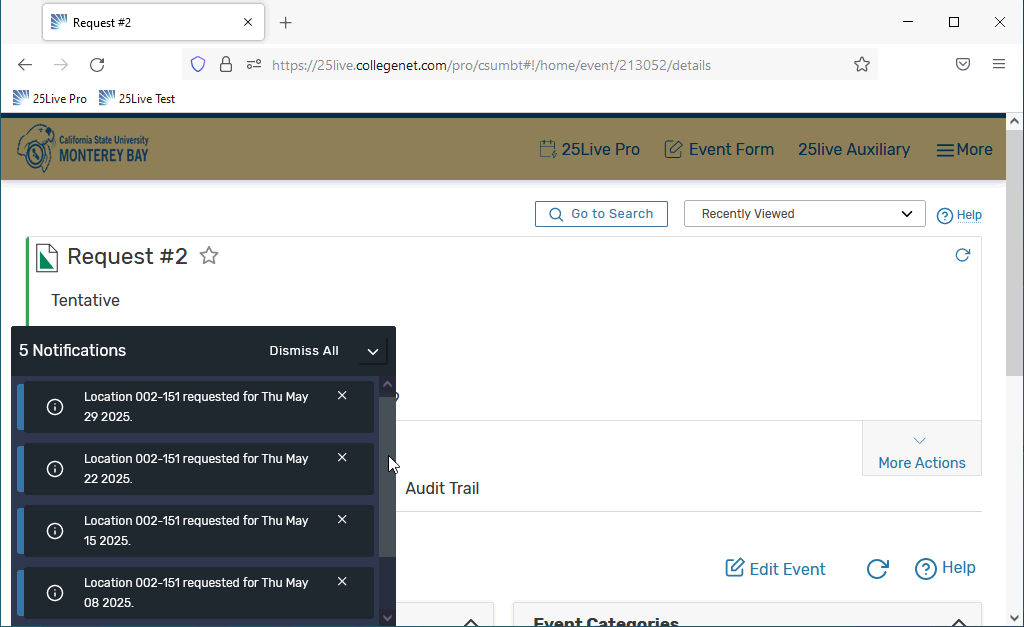 Request #2
https://25live.collegenet.com/pro/csumbt#!/home/event/213052/details
25Live Pro
25Live Test
California State University
MONTEREY BAY
25Live Pro
Event Form
25live Auxiliary
More
Go to Search
Recently Viewed
Help
Request #2
Tentative
5 Notifications
Dismiss All
Location 002-151 requested for Thu May
29 2025.
Location 002-151 requested for Thu May
22 2025.
Location 002-151 requested for Thu May
15 2025.
Location 002-151 requested for Thu May
08 2025.
More Actions
Audit Trail
Edit Event
Help
Event Categories